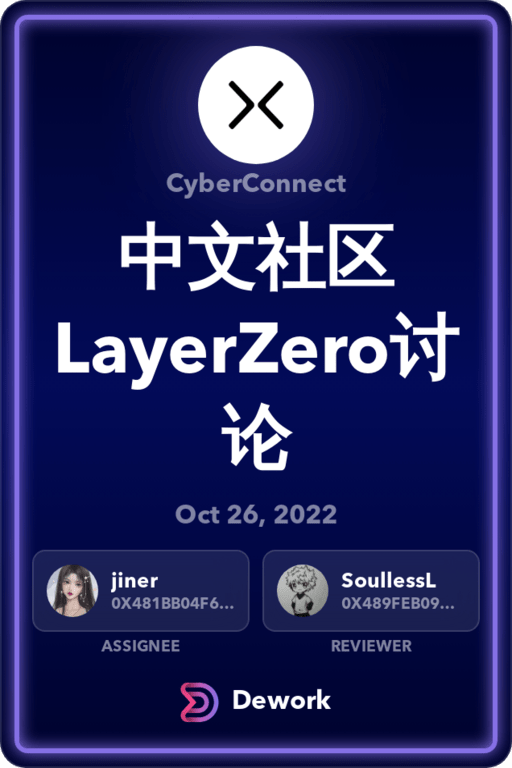 CyberConnect
中文社区
LayerZero讨
论
Oct 26, 2022
jiner
0X481BB04F6...
SoullessL
0X489FEB09...
ASSIGNEE
REVIEWER
Dework